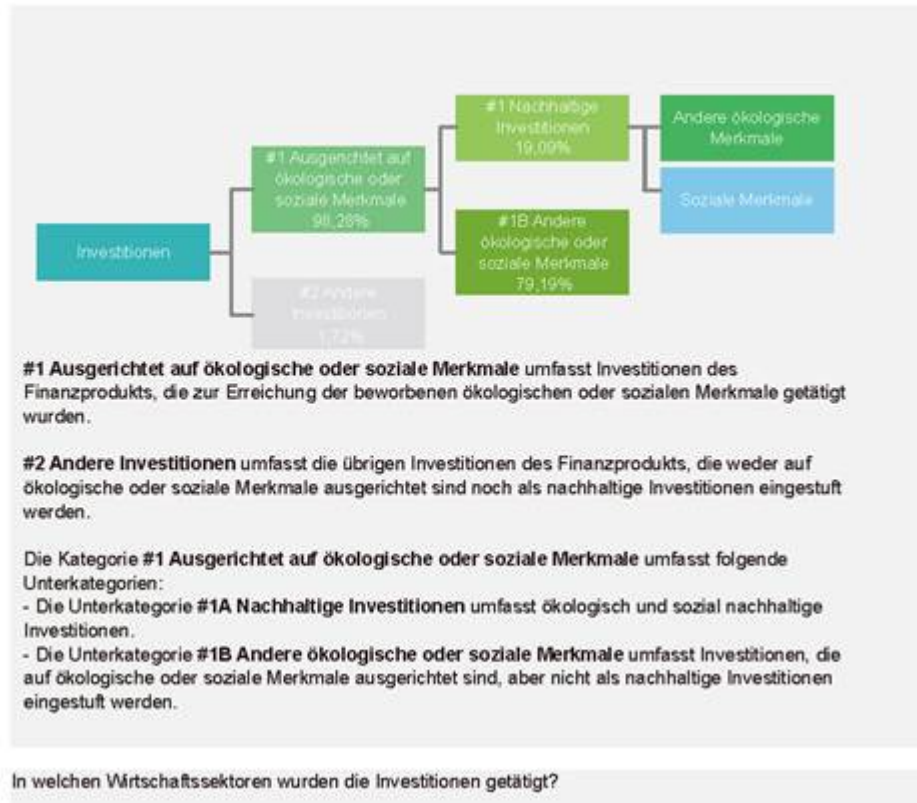 #1 Nachhaltige
Investitionen
19,09%
Andere ökologische
Merkmale
#1 Ausgerichtet auf
ökologische oder
soziale Merkmale
98,28%
Soziale Merkmale
#1B Andere
ökologische oder
soziale Merkmale
79,19%
Investitionen
#2 Andere
Investitionen
1,72%
#1 Ausgerichtet auf ökologische oder soziale Merkmale umfasst Investitionen des
Finanzprodukts, die zur Erreichung der beworbenen ökologischen oder sozialen Merkmale getätigt
wurden.
#2 Andere Investitionen umfasst die übrigen Investitionen des Finanzprodukts, die weder auf
ökologische oder soziale Merkmale ausgerichtet sind noch als nachhaltige Investitionen eingestuft
werden.
Die Kategorie #1 Ausgerichtet auf ökologische oder soziale Merkmale umfasst folgende
Unterkategorien:
- Die Unterkategorie #1A Nachhaltige Investitionen umfasst ökologisch und sozial nachhaltige
Investitionen.
- Die Unterkategorie #1B Andere ökologische oder soziale Merkmale umfasst Investitionen, die
auf ökologische oder soziale Merkmale ausgerichtet sind, aber nicht als nachhaltige Investitionen
eingestuft werden.
In welchen Wirtschaftssektoren wurden die Investitionen getätigt?